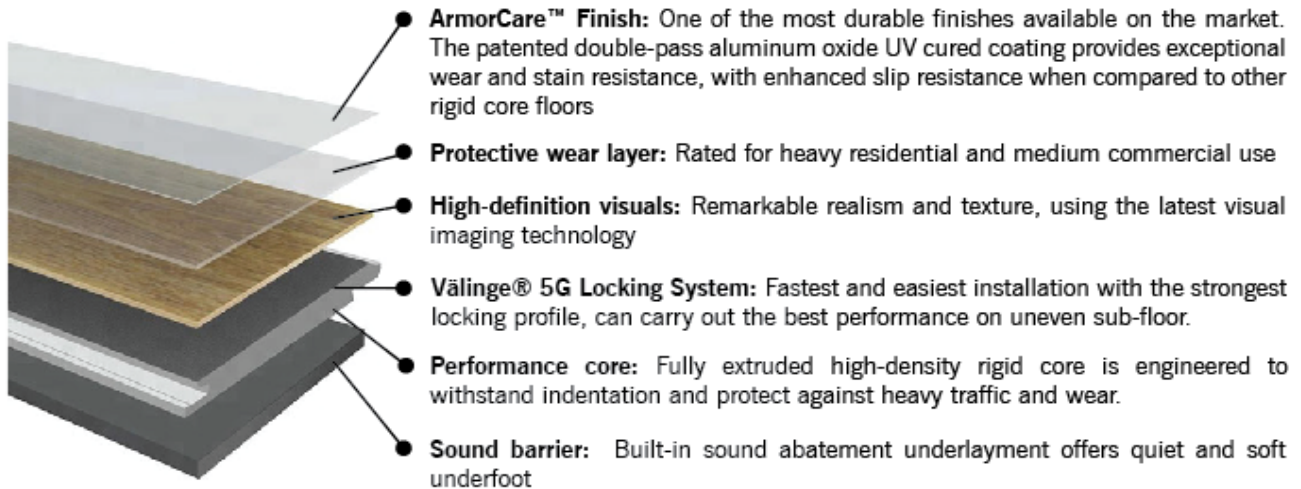 ArmorCare™ Finish: One of the most durable finishes available on the market.
The patented double-pass aluminum oxide UV cured coating provides exceptional
wear and stain resistance, with enhanced slip resistance when compared to other
rigid core floors
Protective wear layer: Rated for heavy residential and medium commercial use
High-definition visuals: Remarkable realism and texture, using the latest visual
imaging technology
Välinge® 5G Locking System: Fastest and easiest installation with the strongest
locking profile, can carry out the best performance on uneven sub-floor.
Performance core: Fully extruded high-density rigid core is engineered to
withstand indentation and protect against heavy traffic and wear.
Sound barrier: Built-in sound abatement underlayment offers quiet and soft
underfoot